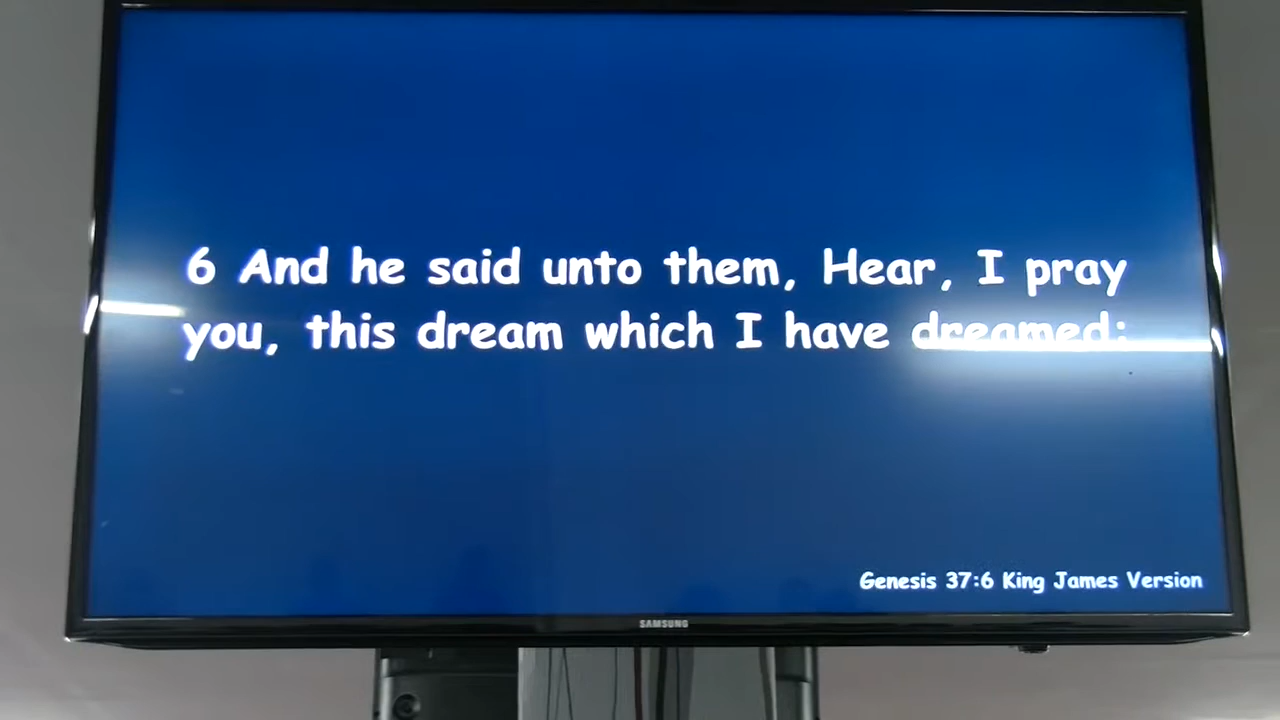 6 And he said unto them, Hear, I pray
you, this dream which I have dreamed:
Genesis 37:6 King James Version
SAMSUNG